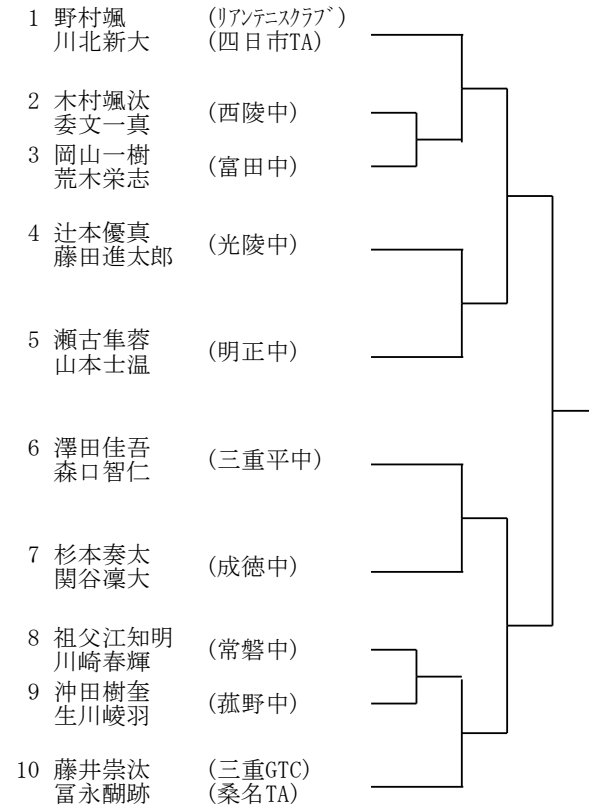 1 野村颯 (ﾘｱﾝﾃﾆｽｸﾗﾌﾞ)
川北新大 (四日市TA)
2 木村颯汰
委文一真 (西陵中)
3 岡山一樹
荒木栄志 (富田中)
4 辻本優真
藤田進太郎 (光陵中)
5 瀬古隼蓉
山本士温 (明正中)
6 澤田佳吾
森口智仁 (三重平中)
7 杉本奏太
関谷凜大 (成徳中)
8 祖父江知明
川崎春輝 (常磐中)
9 沖田樹奎
生川崚羽 (菰野中)
10 藤井崇汰 (三重GTC)
冨永醐跡 (桑名TA)